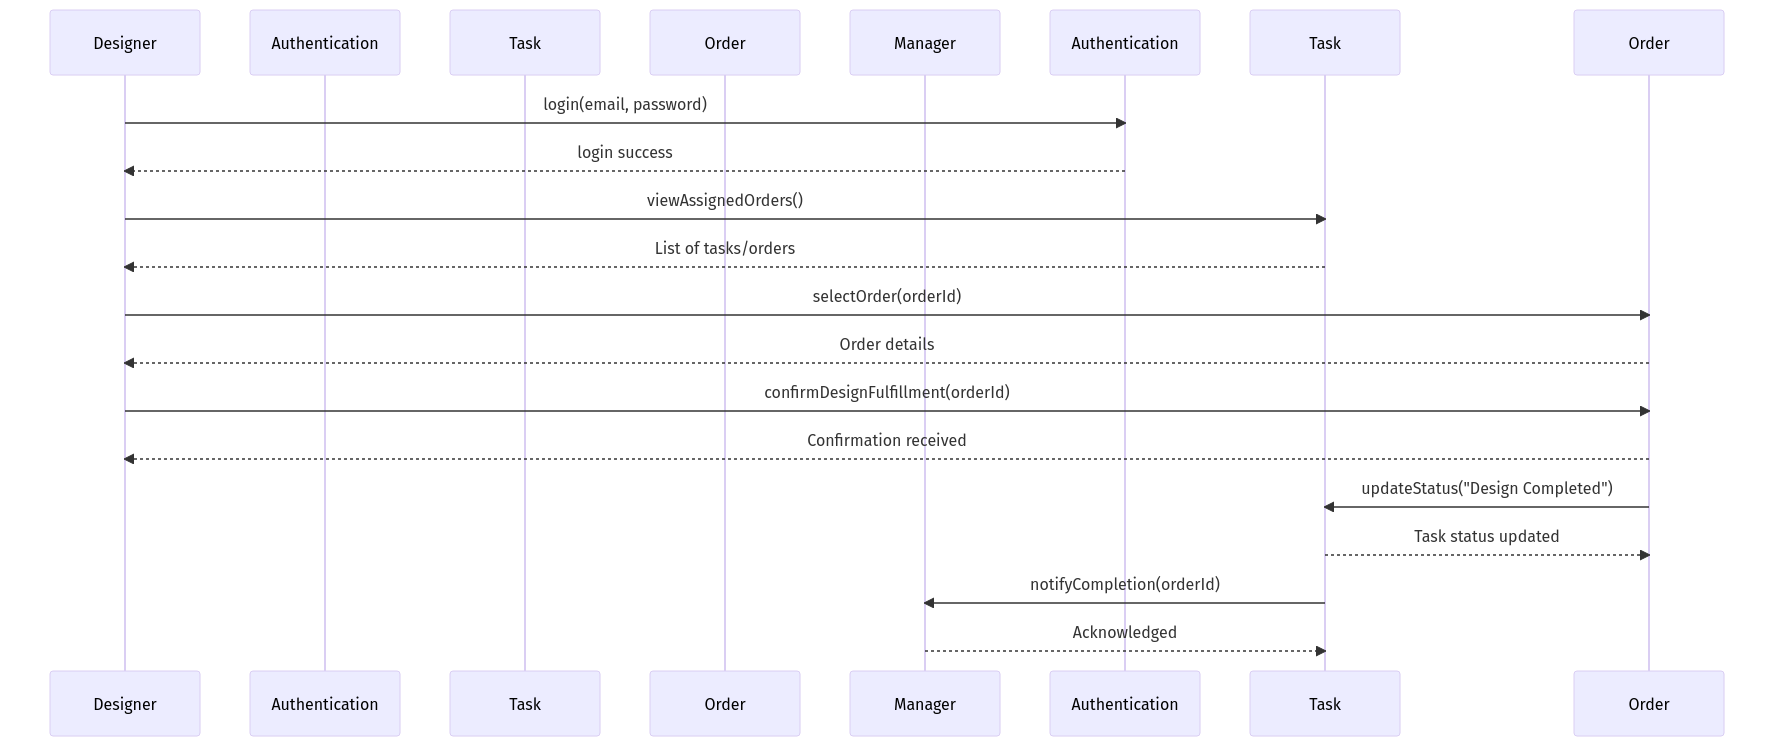 Designer
Authentication
Task
Order
Manager
Authentication
Task
Order
login(email, password)
login success
viewAssignedOrders()
List of tasks/orders
selectOrder(orderId)
Order details
confirmDesignFulfillment(orderId)
Confirmation received
updateStatus("Design Completed")
Task status updated
notifyCompletion(orderId)
Acknowledged
Designer
Authentication
Task
Order
Manager
Authentication
Task
Order